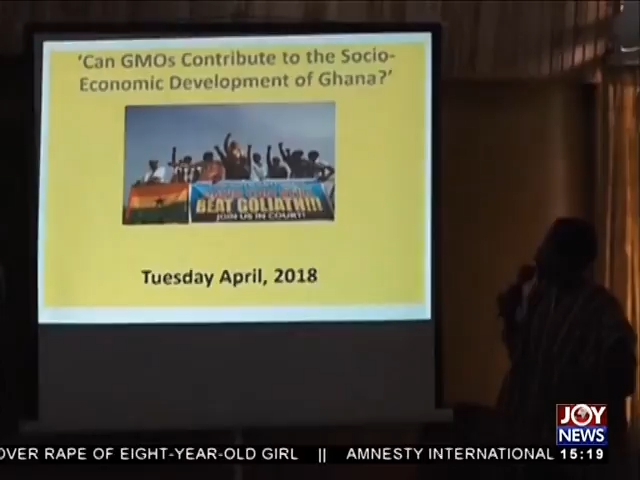 'Can GMOs Contribute to the Socio-
Economic Development of Ghana?'
BEAT GOLIATH!!!
JOIN US IN COURT!
Tuesday April, 2018
JOY
NEWS
OVER RAPE OF EIGHT-YEAR-OLD GIRL || AMNESTY INTERNATIONAL 15:19